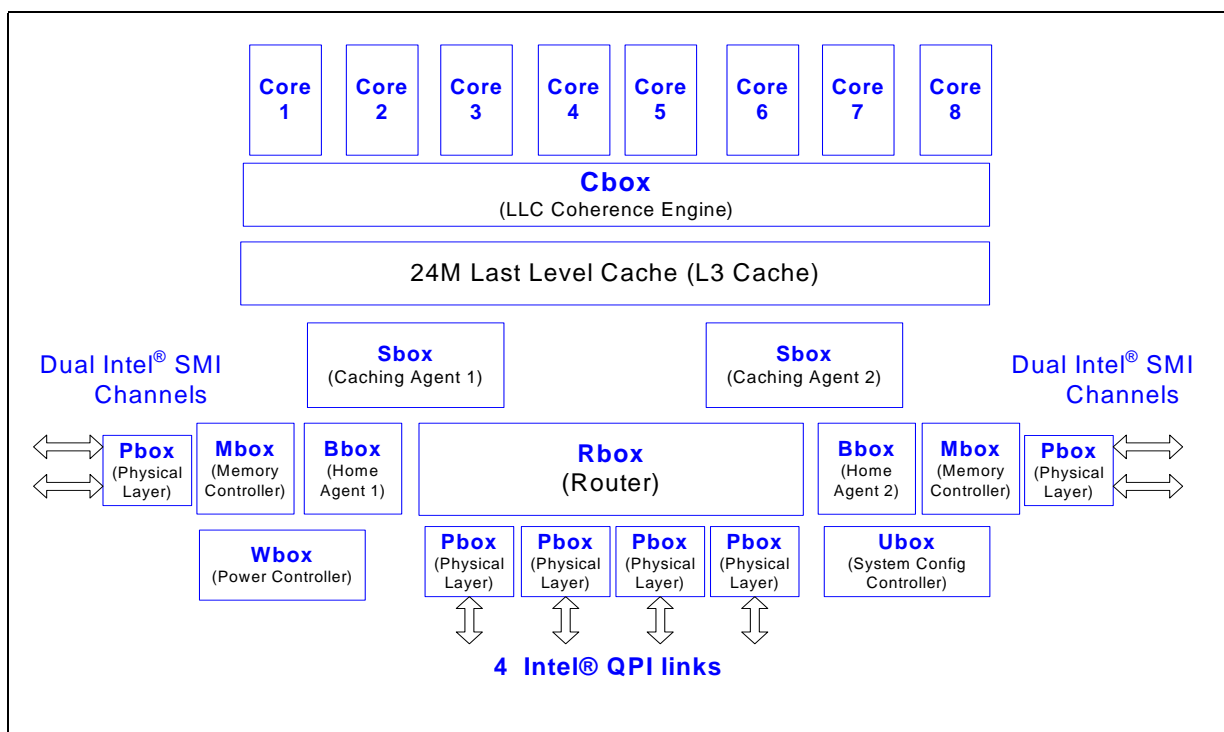 Core 1
Core 2
Core 3
Core 4
Core 5
Core 6
Core 7
Core 8
Cbox
(LLC Coherence Engine)
24M Last Level Cache (L3 Cache)
Sbox
(Caching Agent 1)
Sbox
(Caching Agent 2)
Dual Intel® SMI
Channels
Dual Intel® SMI
Channels
Pbox
(Physical
Layer)
Mbox
(Memory
Controller)
Bbox
(Home
Agent 1)
Rbox
(Router)
Bbox
(Home
Agent 2)
Mbox
(Memory
Controller)
Pbox
(Physical
Layer)
Wbox
(Power Controller)
Pbox
(Physical
Layer)
Pbox
(Physical
Layer)
Pbox
(Physical
Layer)
Pbox
(Physical
Layer)
Ubox
(System Config
Controller)
4 Intel® QPI links